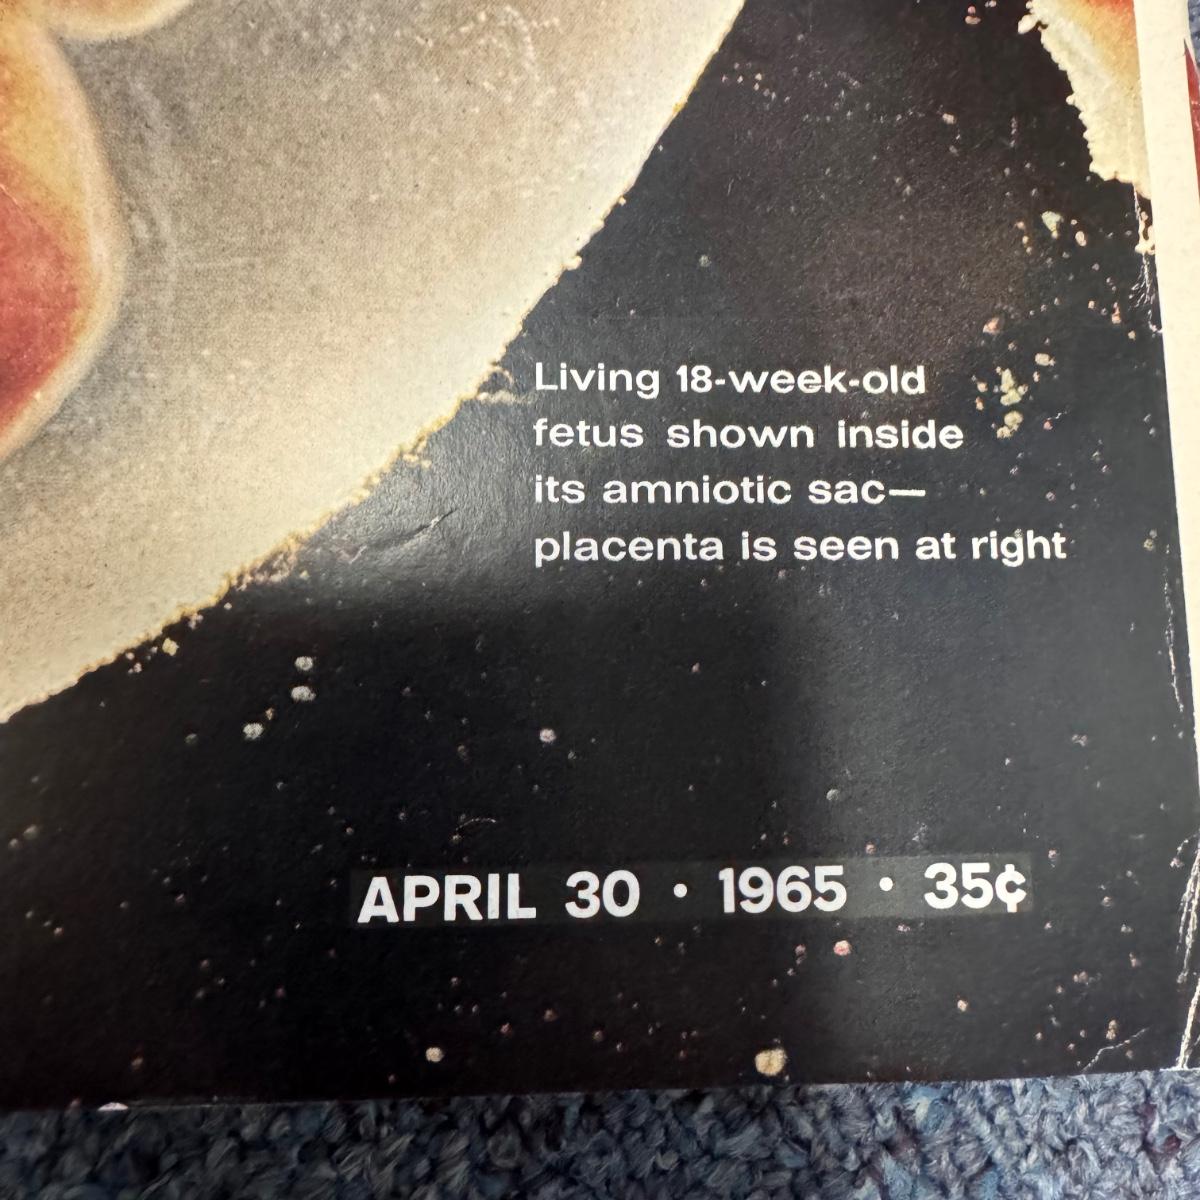 Living 18-week-old
fetus shown inside
its amniotic sac—
placenta is seen at right
APRIL 30 · 1965 · 35¢